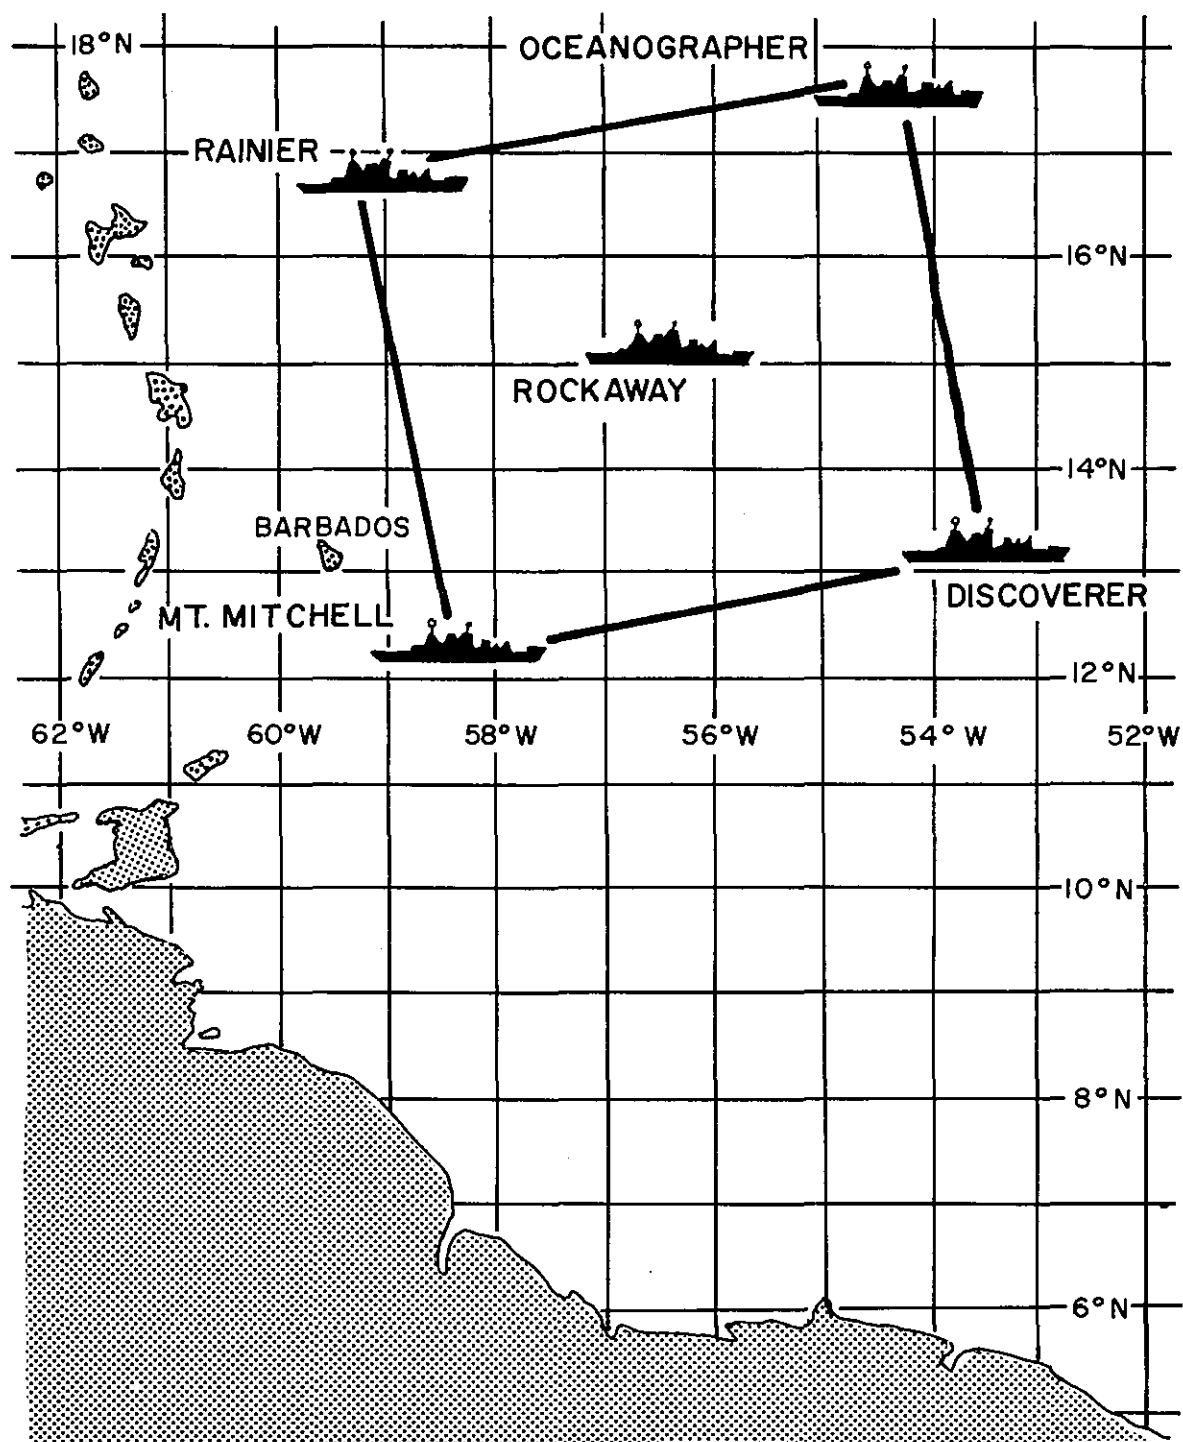 18°N
OCEANOGRAPHER
RAINIER
16°N
ROCKAWAY
14°N
BARBADOS
DISCOVERER
MT. MITCHELL
12°N
62°W 60°W 58°W 56°W 54°W 52°W
10°N
8°N
6°N